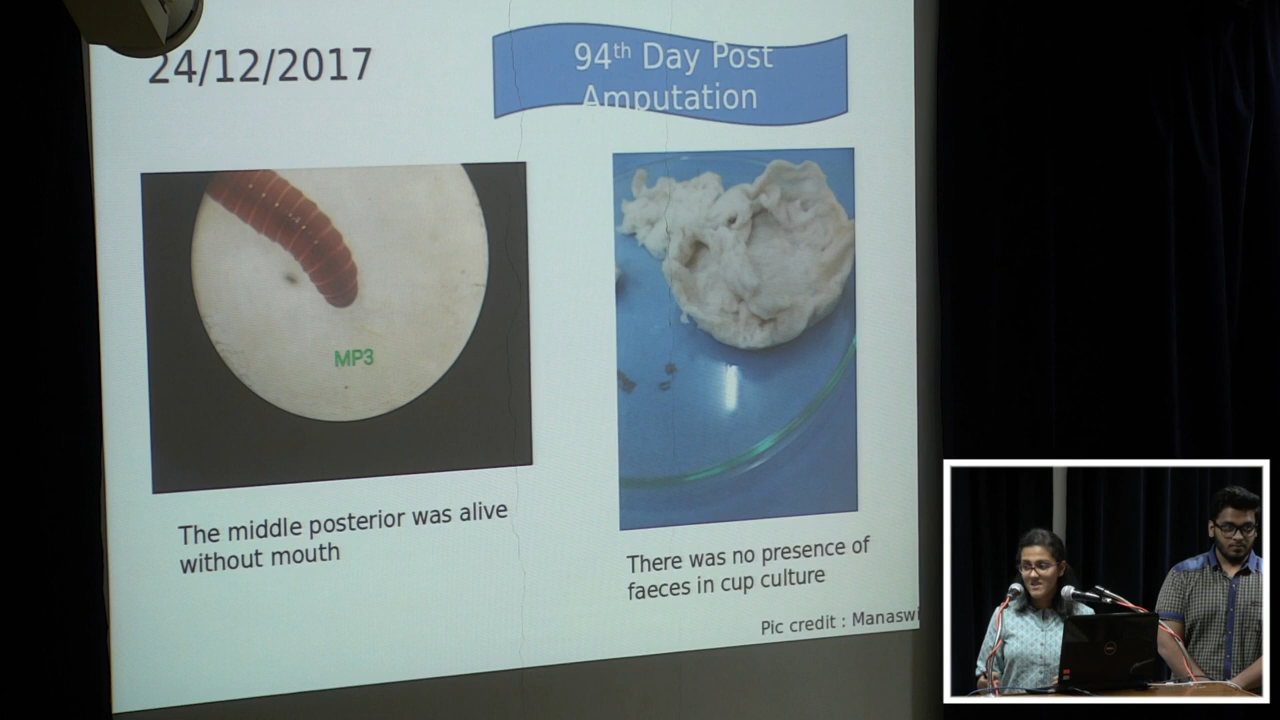 24/12/2017
94th Day Post
Amputation
MP3
The middle posterior was alive
without mouth
There was no presence of
faeces in cup culture
Pic credit : Manaswi